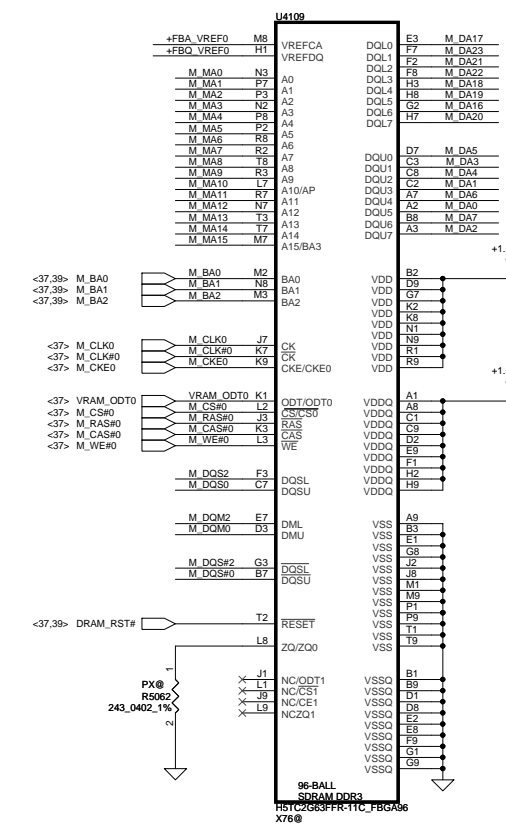 U4109
+FBA_VREF0 M8 VREFCA DQL0 E3 M_DA17
+FBQ_VREF0 H1 VREFDQ DQL1 F7 M_DA23
DQL2 F2 M_DA21
M_MA0 N3 A0 DQL3 F8 M_DA22
M_MA1 P7 A1 DQL4 H3 M_DA18
M_MA2 P3 A2 DQL5 H8 M_DA19
M_MA3 N2 A3 DQL6 G2 M_DA16
M_MA4 P8 A4 DQL7 H7 M_DA20
M_MA5 P2 A5
M_MA6 R8 A6
M_MA7 R2 A7 DQU0 D7 M_DA5
M_MA8 T8 A8 DQU1 C3 M_DA3
M_MA9 R3 A9 DQU2 C8 M_DA4
M_MA10 L7 A10/AP DQU3 C2 M_DA1
M_MA11 R7 A11 DQU4 A7 M_DA6
M_MA12 N7 A12 DQU5 A2 M_DA0
M_MA13 T3 A13 DQU6 B8 M_DA7
M_MA14 T7 A14 DQU7 A3 M_DA2
M_MA15 M7 A15/BA3
+1.
<37,39> M_BA0 M_BA0 M2 BA0 VDD B2
<37,39> M_BA1 M_BA1 N8 BA1 VDD D9
<37,39> M_BA2 M_BA2 M3 BA2 VDD G7
VDD K2
VDD K8
VDD N1
<37> M_CLK0 M_CLK0 J7 CK VDD N9
<37> M_CLK#0 M_CLK#0 K7 CK VDD R1
<37> M_CKE0 M_CKE0 K9 CKE/CKE0 VDD R9
+1.
<37> VRAM_ODT0 VRAM_ODT0 K1 ODT/ODT0 VDDQ A1
<37> M_CS#0 M_CS#0 L2 CS/CS0 VDDQ A8
<37> M_RAS#0 M_RAS#0 J3 RAS VDDQ C1
<37> M_CAS#0 M_CAS#0 K3 CAS VDDQ C9
<37> M_WE#0 M_WE#0 L3 WE VDDQ D2
VDDQ E9
VDDQ F1
M_DQS2 F3 DQSL VDDQ H2
M_DQS0 C7 DQSU VDDQ H9
M_DQM2 E7 DML VSS A9
M_DQM0 D3 DMU VSS B3
VSS E1
VSS G8
M_DQS#2 G3 DQSL VSS J2
M_DQS#0 B7 DQSU VSS J8
VSS M1
VSS M9
VSS P1
<37,39> DRAM_RST# T2 RESET VSS P9
VSS T1
L8 ZQ/ZQ0 VSS T9
1
PX@
R5062
243_0402_1%
2
J1 NC/ODT1 VSSQ B1
L1 NC/CS1 VSSQ B9
J9 NC/CE1 VSSQ D1
L9 NCZQ1 VSSQ D8
VSSQ E2
VSSQ E8
VSSQ F9
VSSQ G1
VSSQ G9
96-BALL
SDRAM DDR3
H5TC2G63FFR-11C_FBGA96
X76@